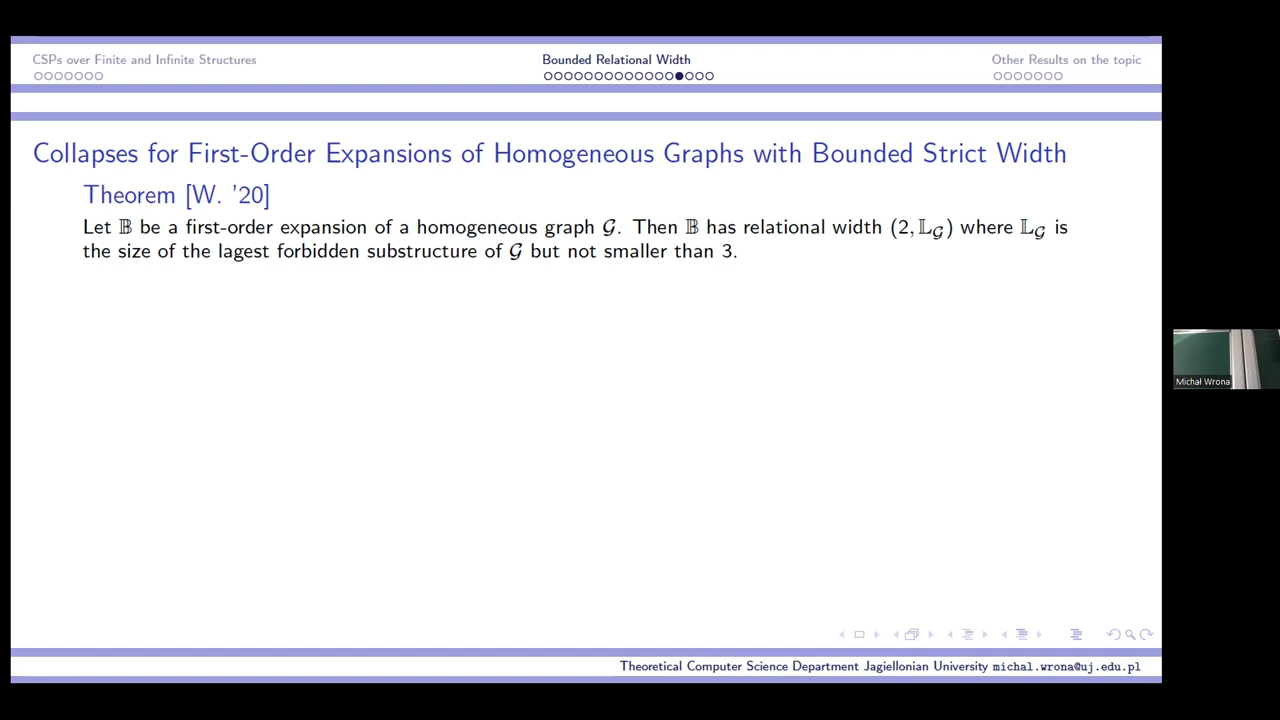 CSPs over Finite and Infinite Structures
Bounded Relational Width
Other Results on the topic
Collapses for First-Order Expansions of Homogeneous Graphs with Bounded Strict Width
Theorem [W. '20]
Let 𝔹 be a first-order expansion of a homogeneous graph 𝒢. Then 𝔹 has relational width (2, 𝕃_𝒢) where 𝕃_𝒢 is
the size of the lagest forbidden substructure of 𝒢 but not smaller than 3.
Michał Wrona
Theoretical Computer Science Department Jagiellonian University michal.wrona@uj.edu.pl